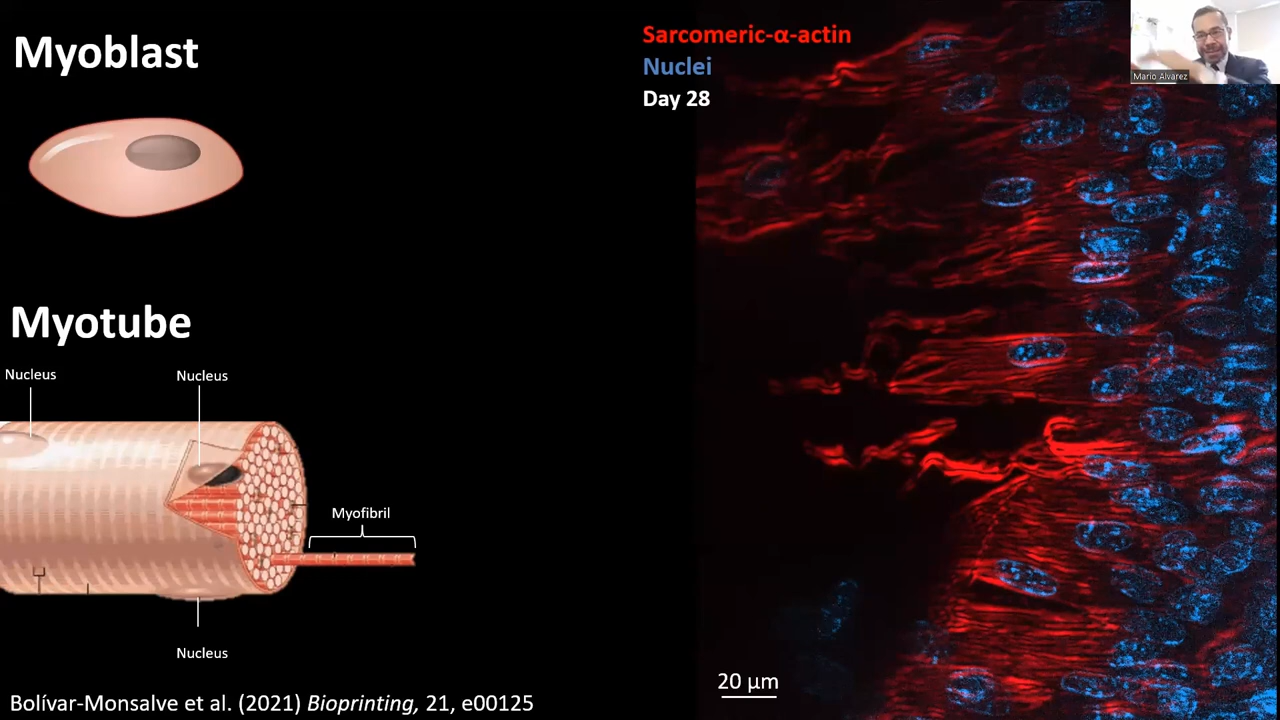 Myoblast
Sarcomeric-α-actin
Nuclei
Day 28
Mario Alvarez
Myotube
Nucleus
Nucleus
Myofibril
Nucleus
20 µm
Bolívar-Monsalve et al. (2021) Bioprinting, 21, e00125